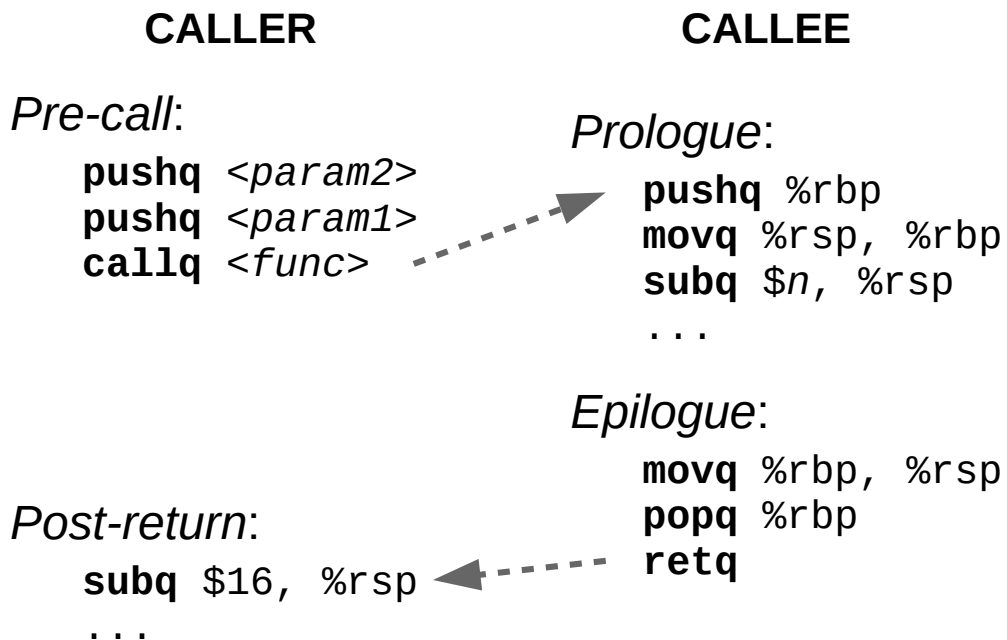 CALLER
Pre-call:
pushq <param2>
pushq <param1>
callq <func>
Post-return:
subq $16, %rsp
...
CALLEE
Prologue:
pushq %rbp
movq %rsp, %rbp
subq $n, %rsp
...
Epilogue:
movq %rbp, %rsp
popq %rbp
retq